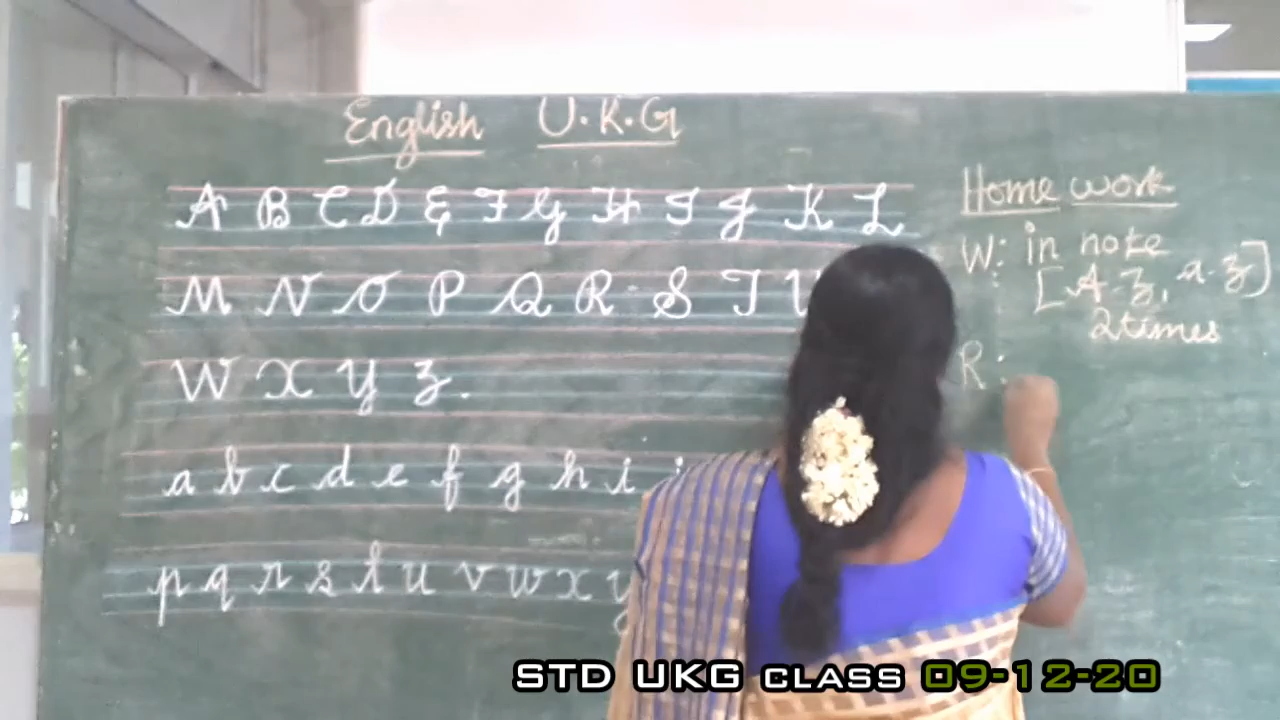 English U.K.G
A B C D E F G H I J K L
M N O P Q R S T U
W X Y Z.
a b c d e f g h i
p q r s t u v w x y
Home work
W: in note
[A-Z, a-z]
2 times
R:
STD UKG CLASS 09-12-20